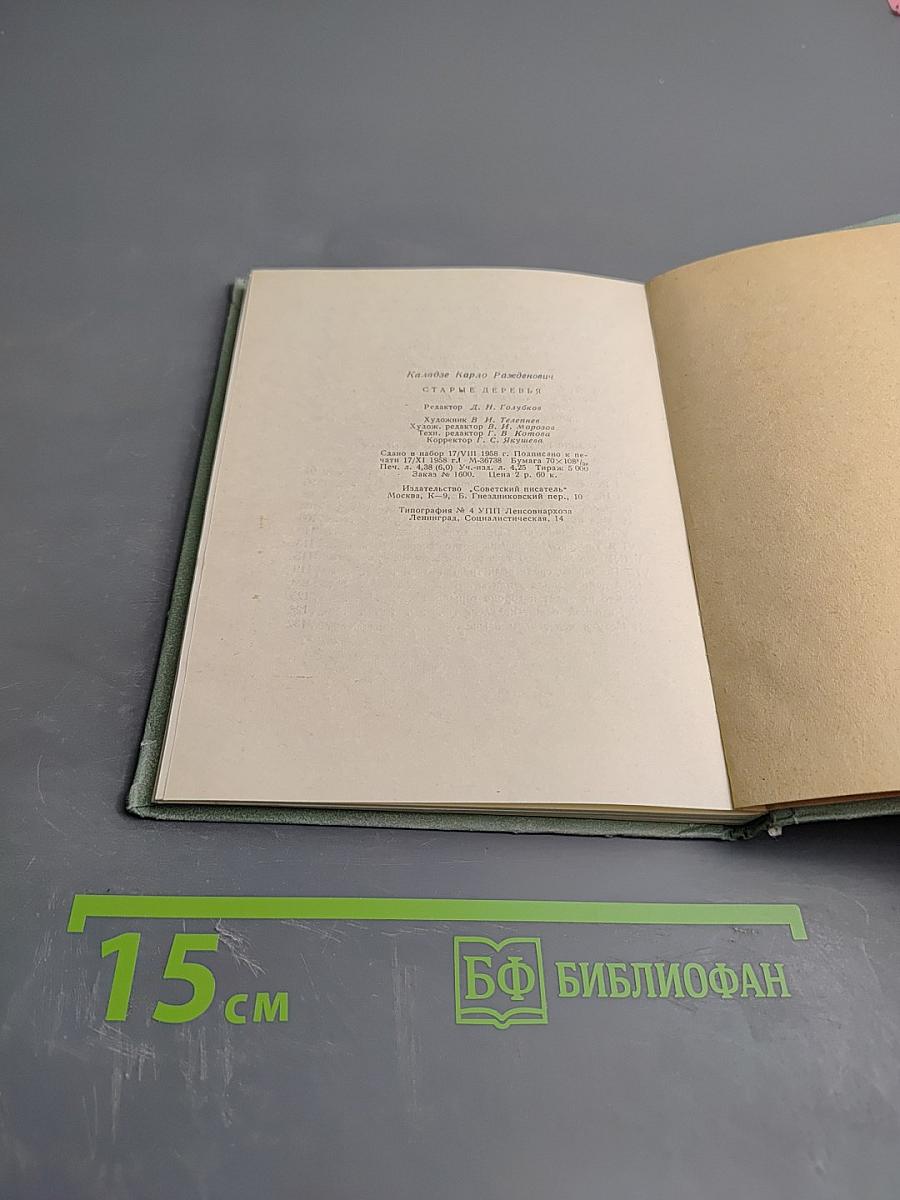 Каладзе Карло Ражденович
СТАРЫЕ ДЕРЕВЬЯ
Редактор Д. Н. Голубков
Художник В. И. Телепнев
Худож. редактор В. И. Морозов
Техн. редактор Г. В. Котова
Корректор Г. С. Якушева
Сдано в набор 17/VIII 1958 г. Подписано к пе-
чати 17/XI 1958 г. М-36738 Бумага 70×108¹/₃₂
Печ. л. 4,38 (6,0) Уч.-изд. л. 4,25 Тираж 5 000
Заказ № 1600. Цена 2 р. 60 к.
Издательство „Советский писатель“
Москва, К—9, Б. Гнездниковский пер., 10
Типография № 4 УПП Ленсовнархоза
Ленинград, Социалистическая, 14
15 см
БФ БИБЛИОФАН